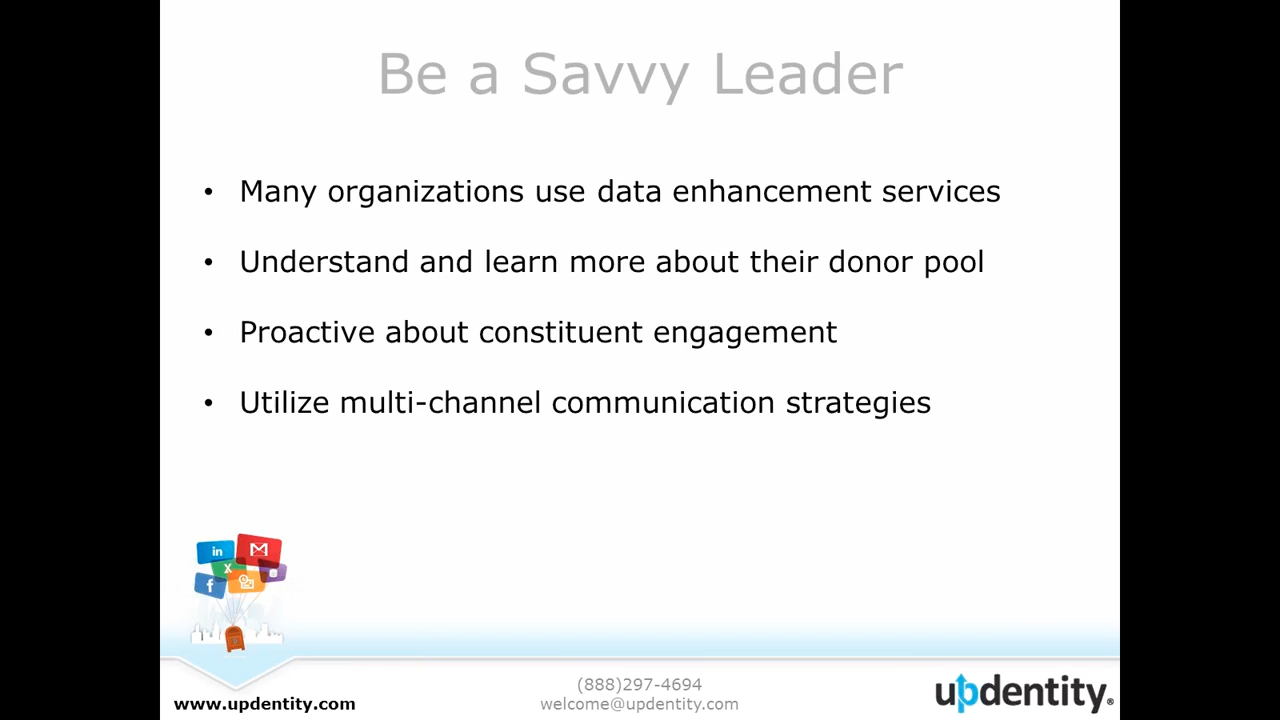 Be a Savvy Leader
• Many organizations use data enhancement services
• Understand and learn more about their donor pool
• Proactive about constituent engagement
• Utilize multi-channel communication strategies
in
X
f
www.updentity.com
(888)297-4694
welcome@updentity.com
updentity®